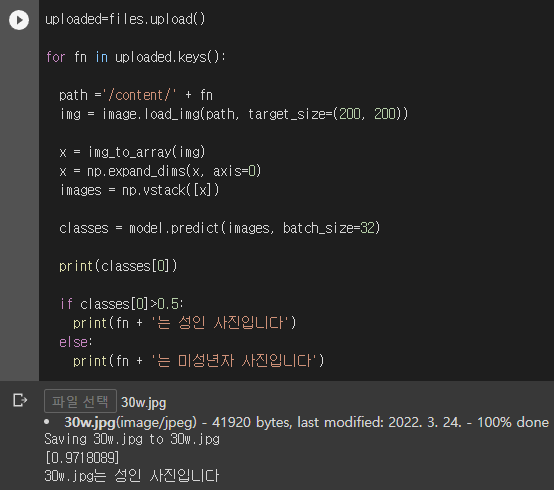 uploaded=files.upload()
for fn in uploaded.keys():
path ='/content/' + fn
img = image.load_img(path, target_size=(200, 200))
x = img_to_array(img)
x = np.expand_dims(x, axis=0)
images = np.vstack([x])
classes = model.predict(images, batch_size=32)
print(classes[0])
if classes[0]>0.5:
print(fn + '는 성인 사진입니다')
else:
print(fn + '는 미성년자 사진입니다')
파일 선택 30w.jpg
• 30w.jpg(image/jpeg) - 41920 bytes, last modified: 2022. 3. 24. - 100% done
Saving 30w.jpg to 30w.jpg
[0.9718089]
30w.jpg는 성인 사진입니다